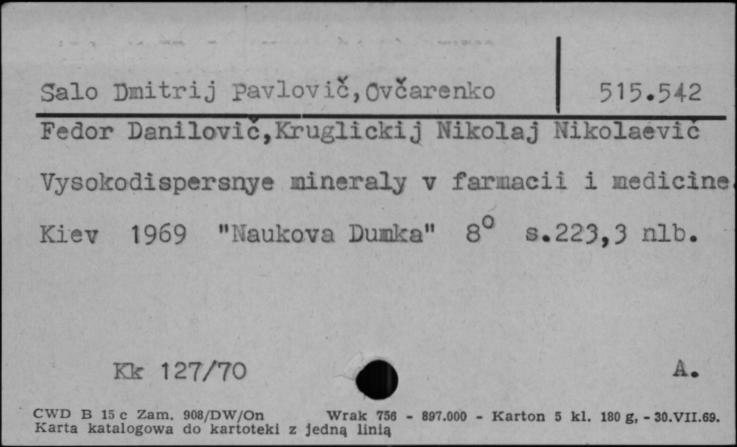 Salo Dmitrij Pavlovič,Ovčarenko 515.542
Fedor Danilovič,Kruglickij Nikolaj Nikolaevič
Vysokodispersnye mineraly v farmacii i medicine.
Kiev 1969 "Naukova Dumka" 8° s.223,3 nlb.
Kk 127/70 A.
CWD B 15 c Zam. 908/DW/On Wrak 756 - 897.000 - Karton 5 kl. 180 g, - 30.VII.69.
Karta katalogowa do kartoteki z jedną linią